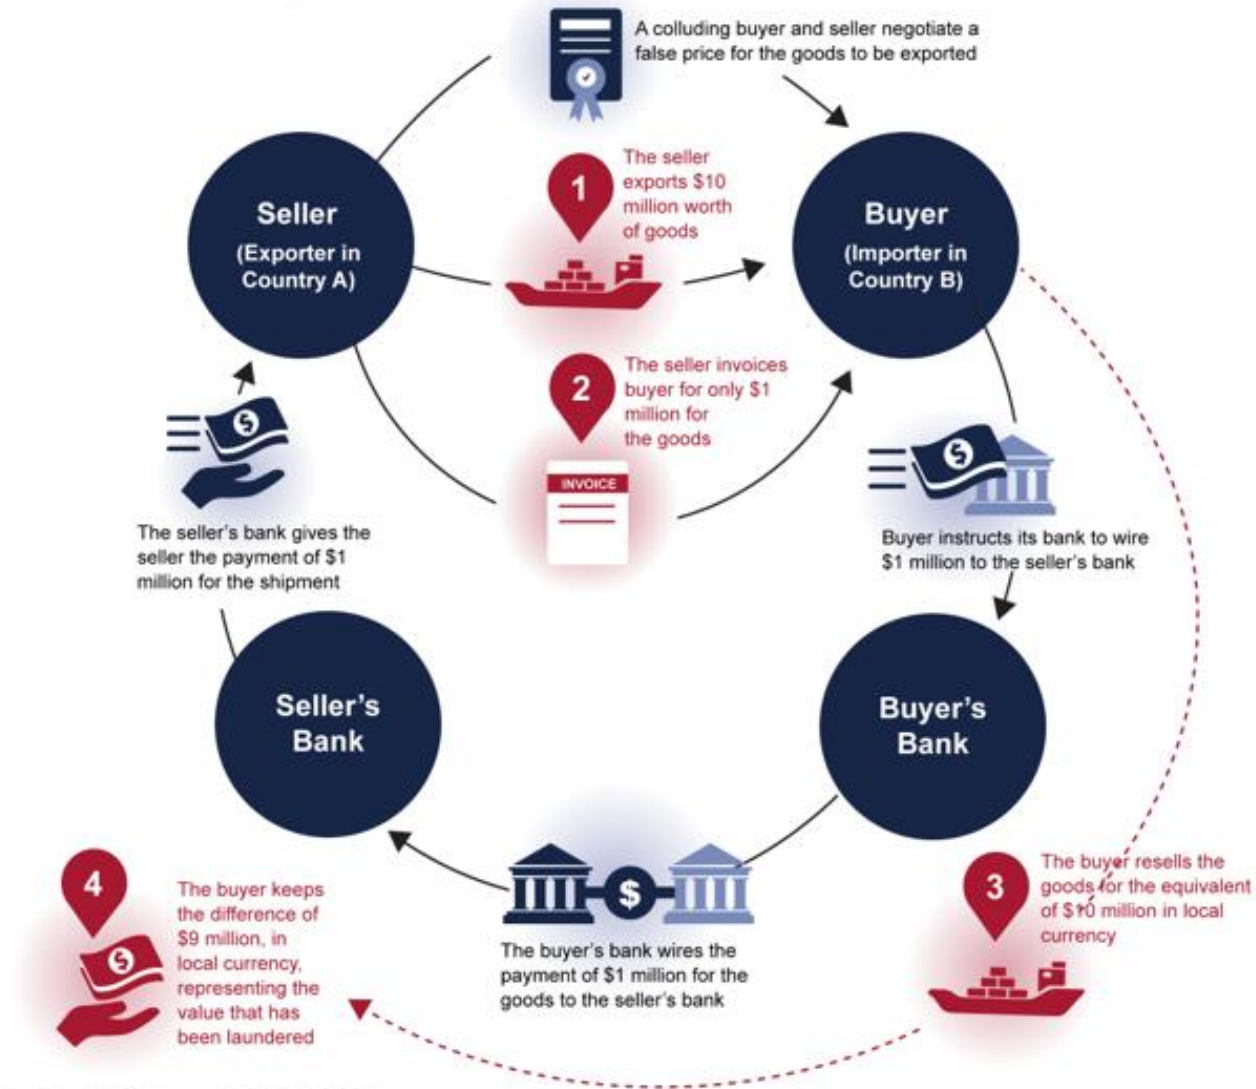 A colluding buyer and seller negotiate a
false price for the goods to be exported
Seller
(Exporter in
Country A)
1
The seller
exports $10
million worth
of goods
Buyer
(Importer in
Country B)
2
The seller invoices
buyer for only $1
million for
the goods
INVOICE
$
The seller's bank gives the
seller the payment of $1
million for the shipment
$
Buyer instructs its bank to wire
$1 million to the seller's bank
Seller's
Bank
Buyer's
Bank
4
The buyer keeps
the difference of
$9 million, in
local currency,
representing the
value that has
been laundered
$
$
The buyer's bank wires the
payment of $1 million for the
goods to the seller's bank
3
The buyer resells the
goods for the equivalent
of $10 million in local
currency